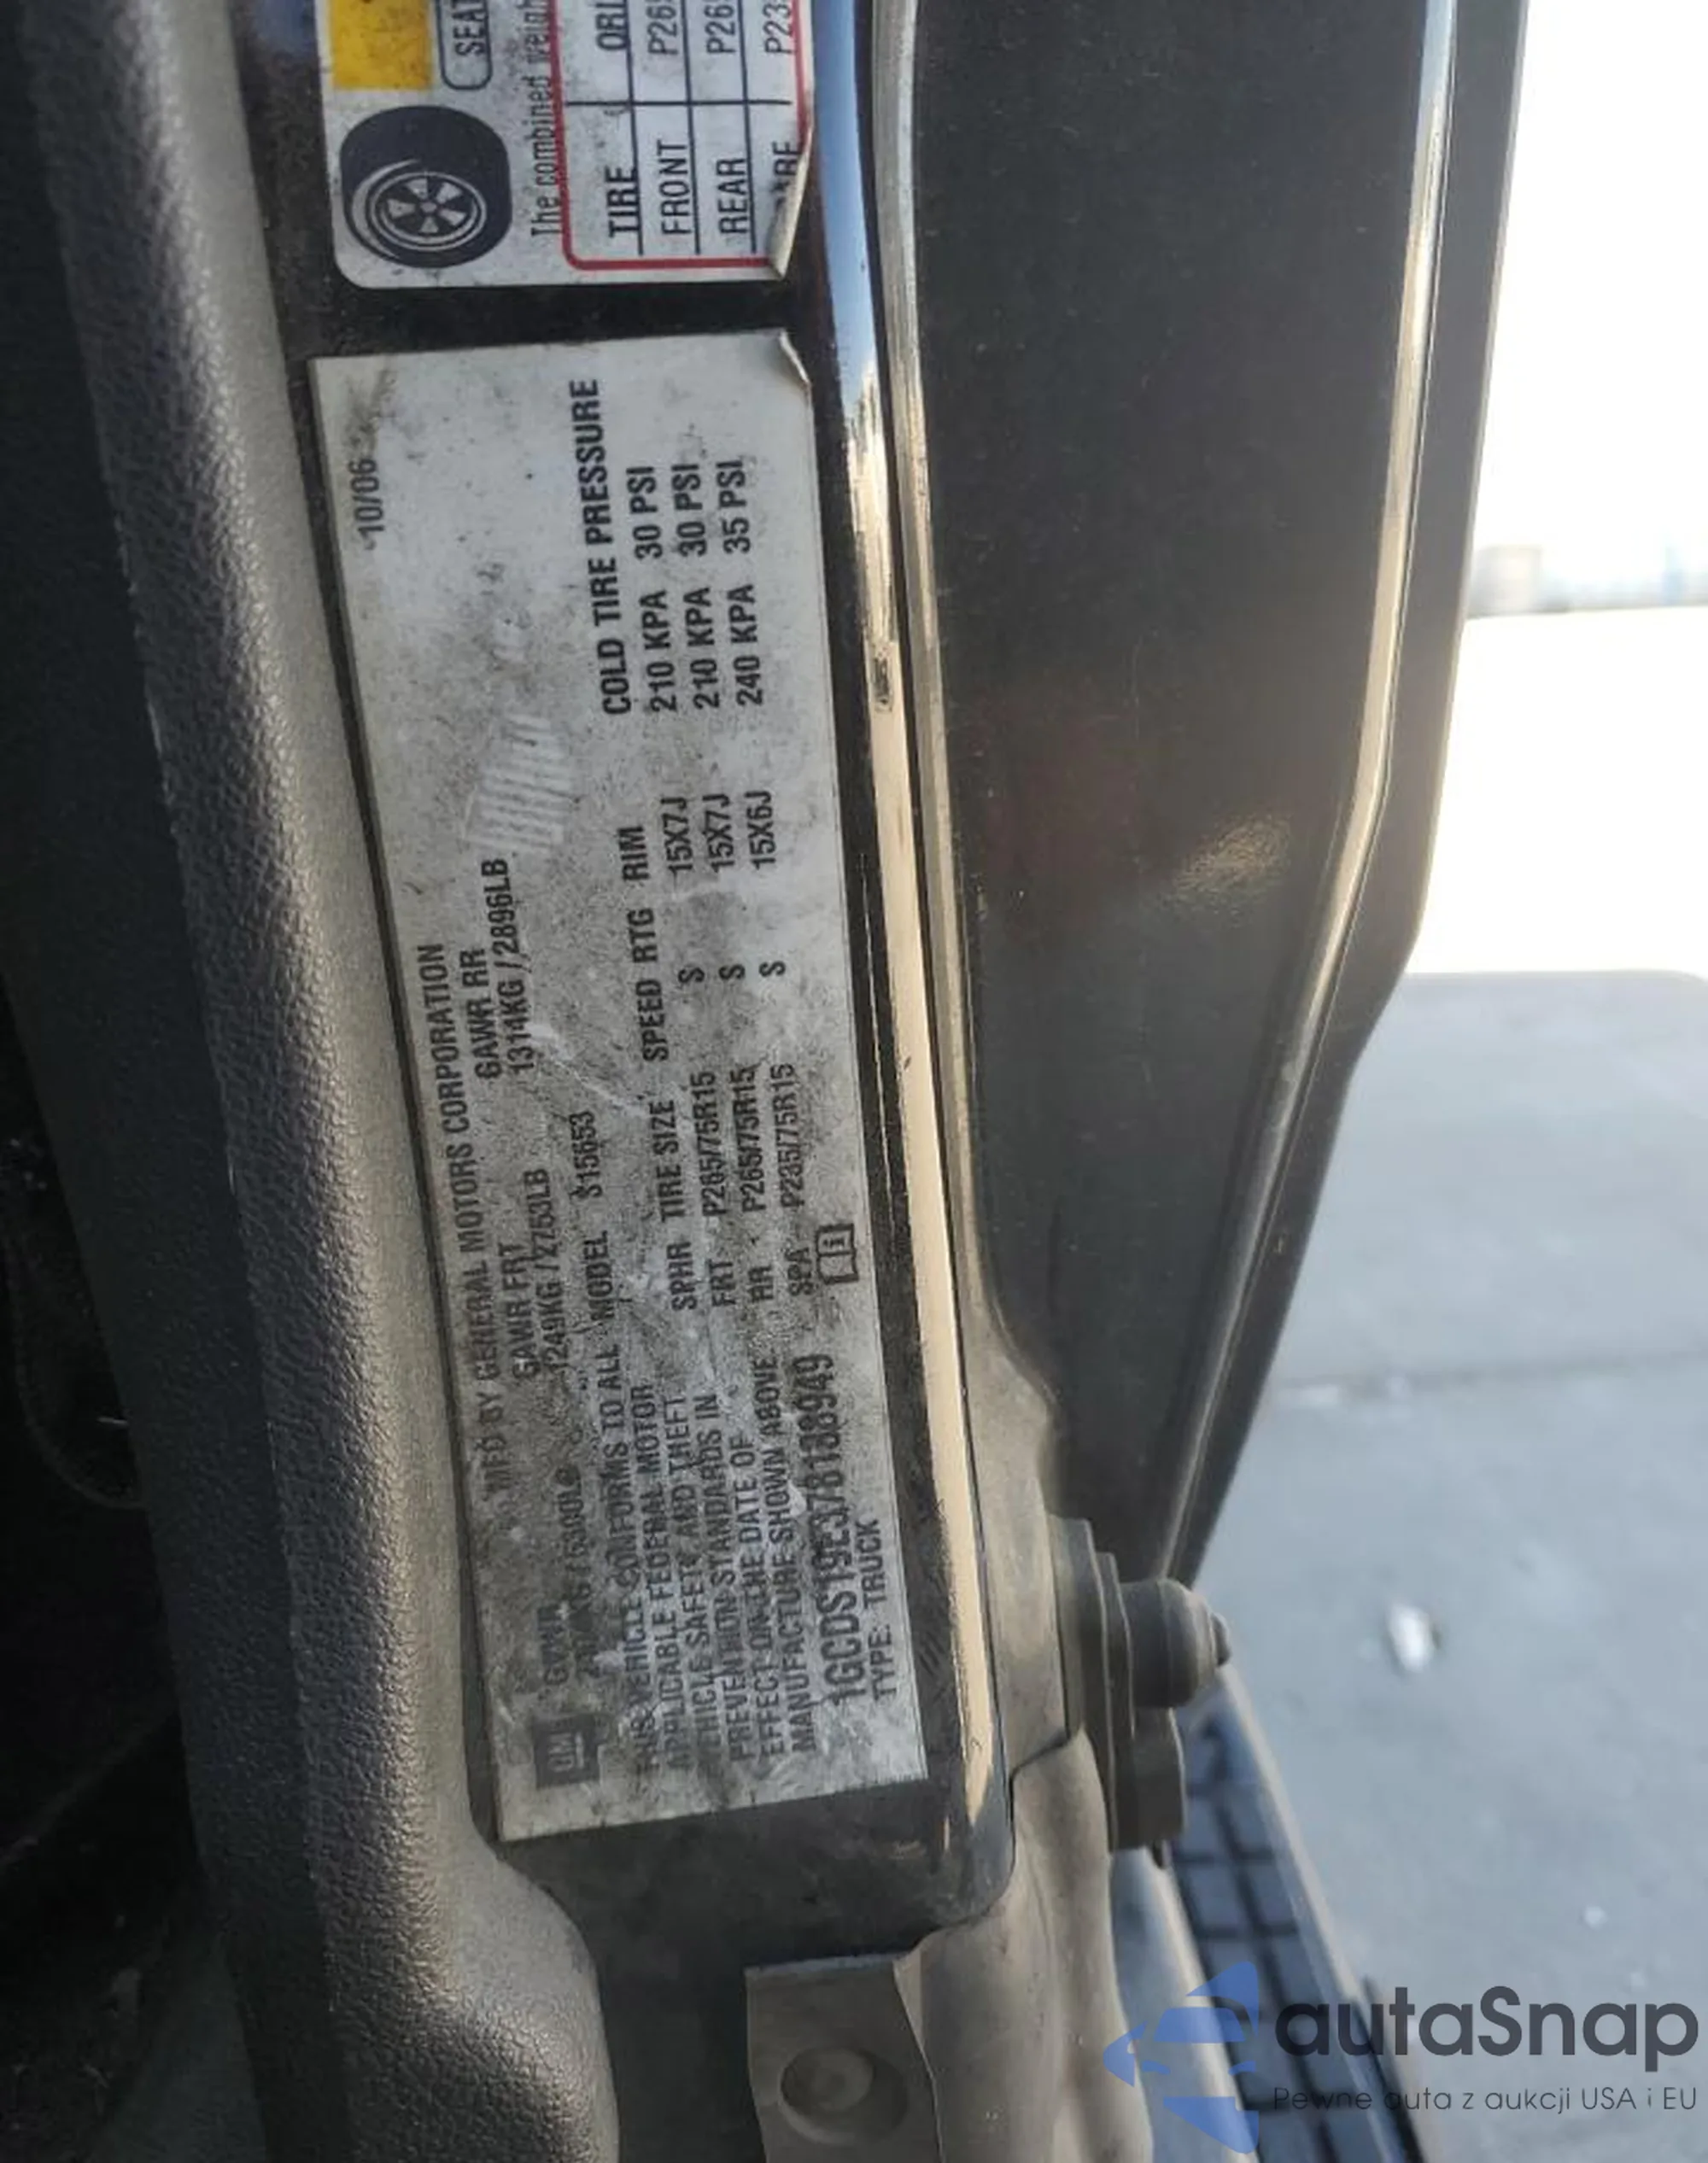 10/06
MFD BY GENERAL MOTORS CORPORATION
GAWR FRT GAWR RR
1249KG /2753LB 1314KG /2896LB
GM
THIS VEHICLE CONFORMS TO ALL MODEL S15653
APPLICABLE FEDERAL MOTOR
VEHICLE SAFETY AND THEFT
PREVENTION STANDARDS IN
EFFECT ON THE DATE OF
MANUFACTURE SHOWN ABOVE
COLD TIRE PRESSURE
SPHR TIRE SIZE SPEED RTG RIM
FRT P265/75R15 S 15X7J 210 KPA 30 PSI
RR P265/75R15 S 15X7J 210 KPA 30 PSI
SPA P235/75R15 S 15X6J 240 KPA 35 PSI
1GCDS19E378138949
TYPE: TRUCK
SEAT
The combined
TIRE
FRONT
REAR
autaSnap
Pewne auta z aukcji USA i EU